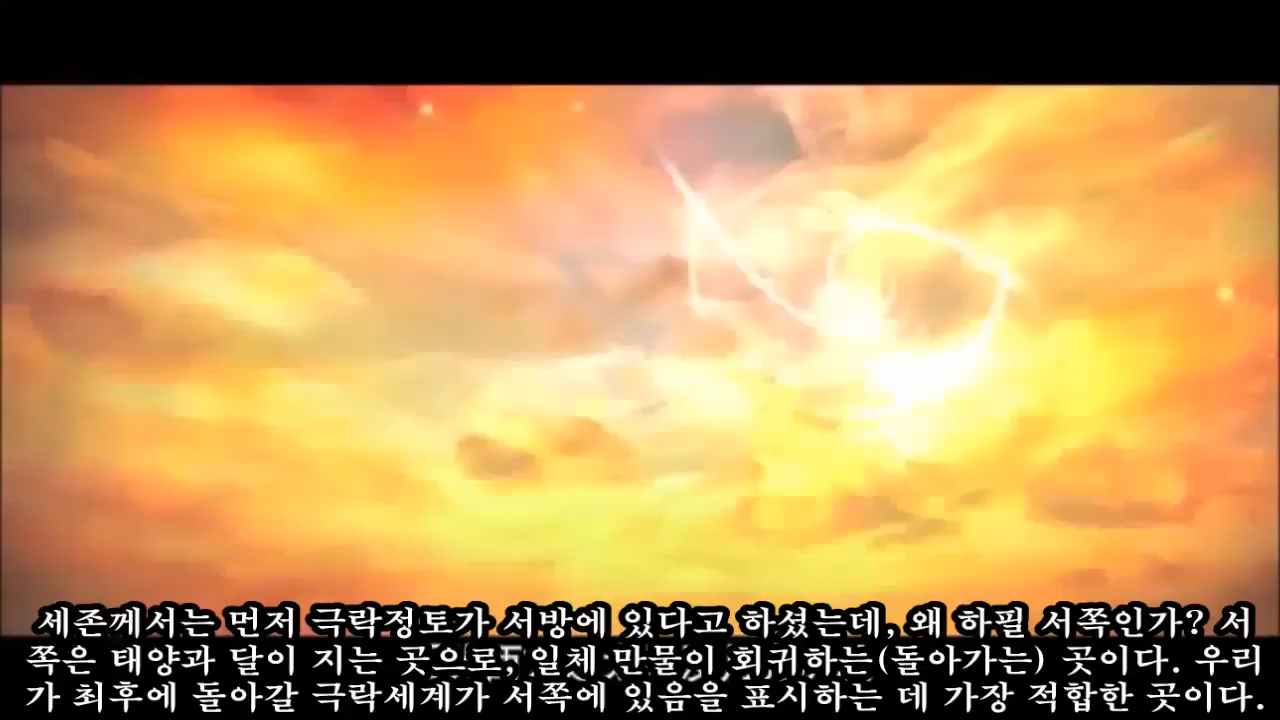 세존께서는 먼저 극락정토가 서방에 있다고 하셨는데, 왜 하필 서쪽인가? 서
쪽은 태양과 달이 지는 곳으로, 일체 만물이 회귀하는(돌아가는) 곳이다. 우리
가 최후에 돌아갈 극락세계가 서쪽에 있음을 표시하는 데 가장 적합한 곳이다.